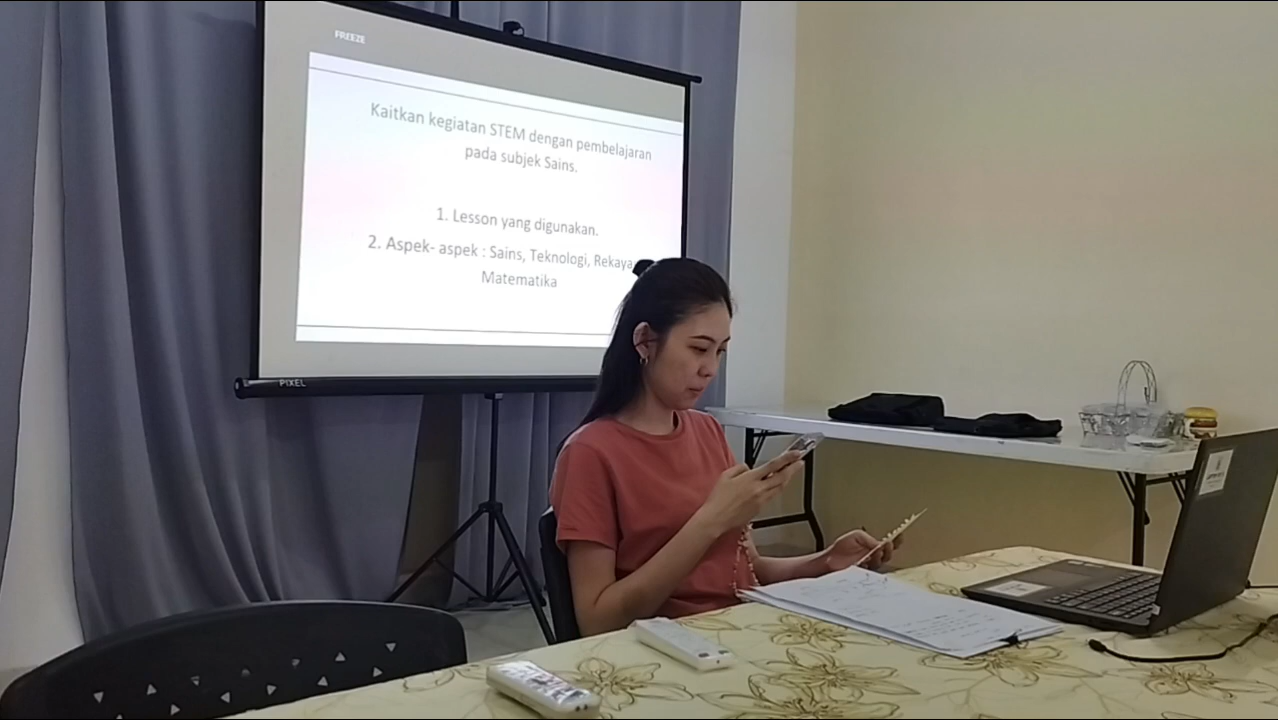 FREEZE
Kaitkan kegiatan STEM dengan pembelajaran
pada subjek Sains.
1. Lesson yang digunakan.
2. Aspek- aspek : Sains, Teknologi,
Matematika
PIXEL